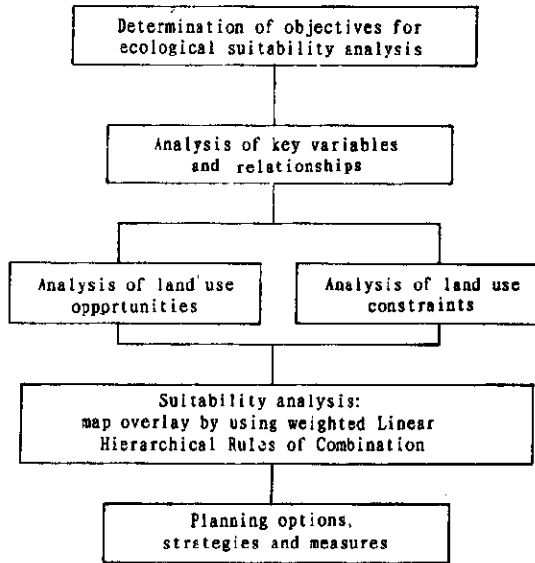 Determination of objectives for
ecological suitability analysis
Analysis of key variables
and relationships
Analysis of land use
opportunities
Analysis of land use
constraints
Suitability analysis:
map overlay by using weighted Linear
Hierarchical Rules of Combination
Planning options,
strategies and measures